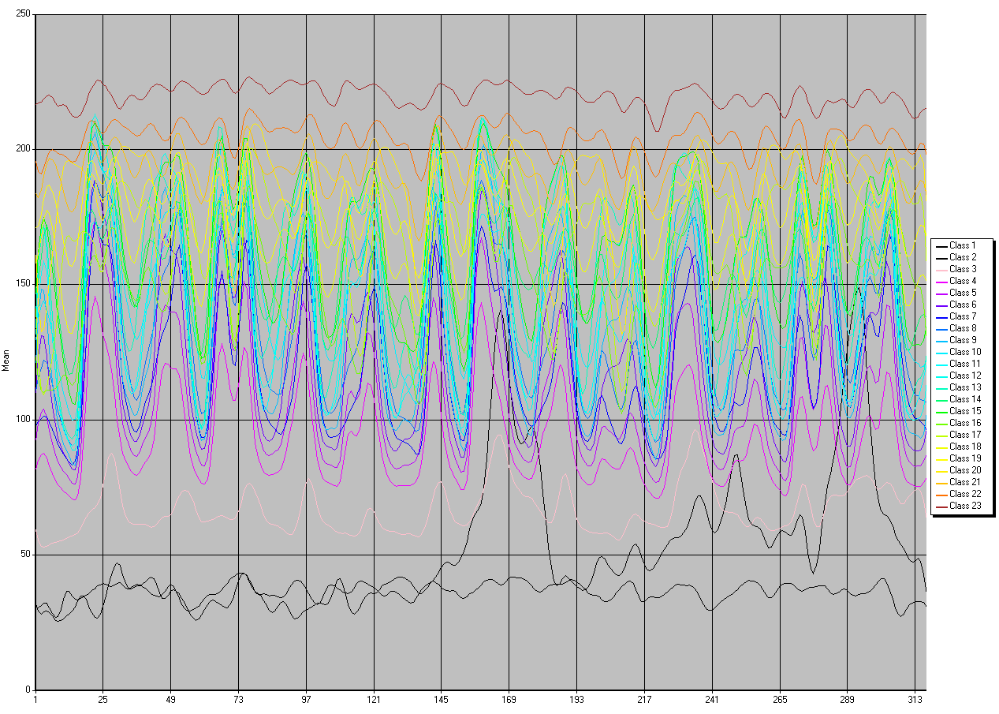 250
200
150
100
50
0
Mean
1 25 49 73 97 121 145 169 193 217 241 265 289 313
Class 1
Class 2
Class 3
Class 4
Class 5
Class 6
Class 7
Class 8
Class 9
Class 10
Class 11
Class 12
Class 13
Class 14
Class 15
Class 16
Class 17
Class 18
Class 19
Class 20
Class 21
Class 22
Class 23